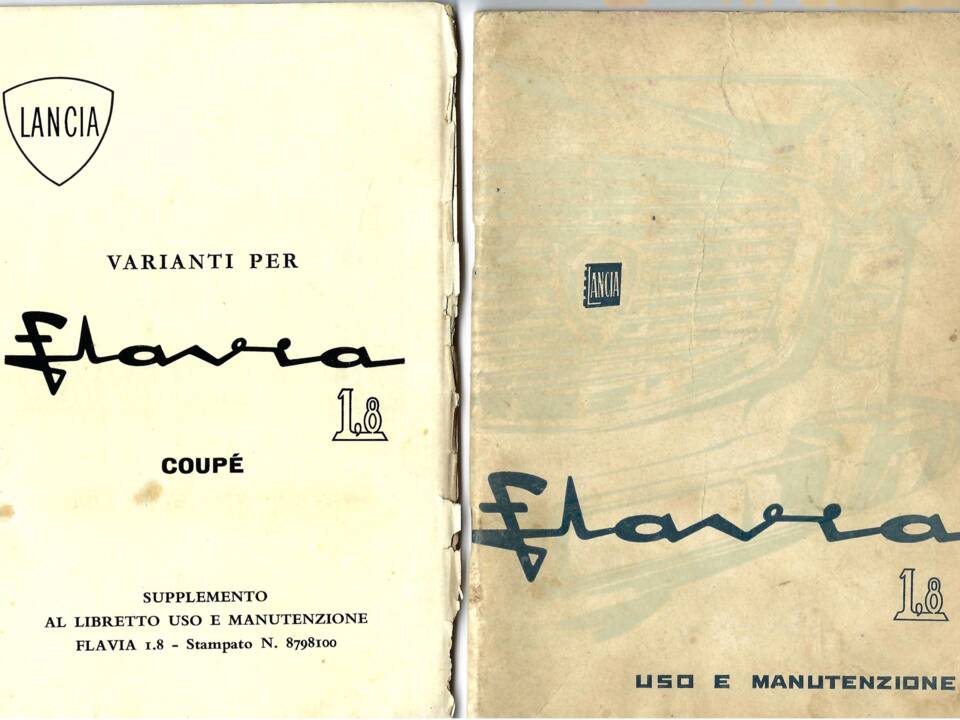 LANCIA
VARIANTI PER
Flavia
1,8
COUPÉ
SUPPLEMENTO
AL LIBRETTO USO E MANUTENZIONE
FLAVIA 1.8 - Stampato N. 8798100
LANCIA
Flavia
1,8
USO E MANUTENZIONE